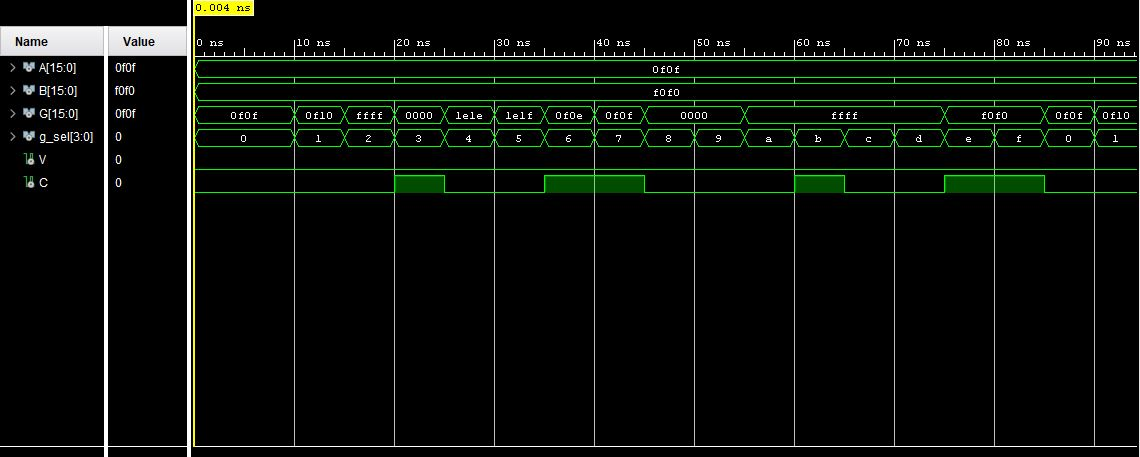 0.004 ns
Name Value 0 ns 10 ns 20 ns 30 ns 40 ns 50 ns 60 ns 70 ns 80 ns 90 ns
A[15:0] 0f0f 0f0f
B[15:0] f0f0 f0f0
G[15:0] 0f0f 0f0f 0f10 ffff 0000 1e1e 1e1f 0f0e 0f0f 0000 ffff f0f0 0f0f 0f10
g_sel[3:0] 0 0 1 2 3 4 5 6 7 8 9 a b c d e f 0 1
V 0
C 0